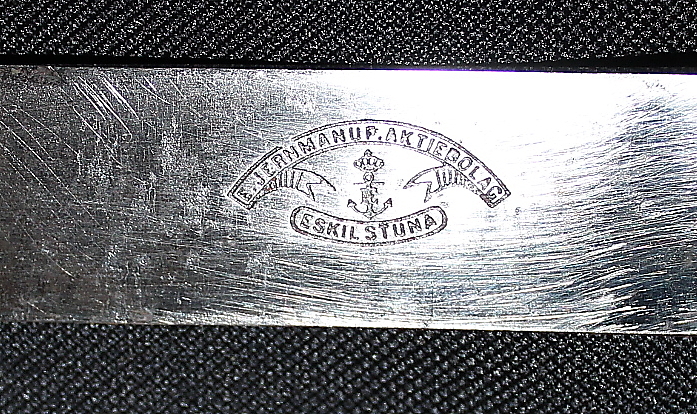 E. JERNMANUF. AKTIEBOLAG
ESKILSTUNA